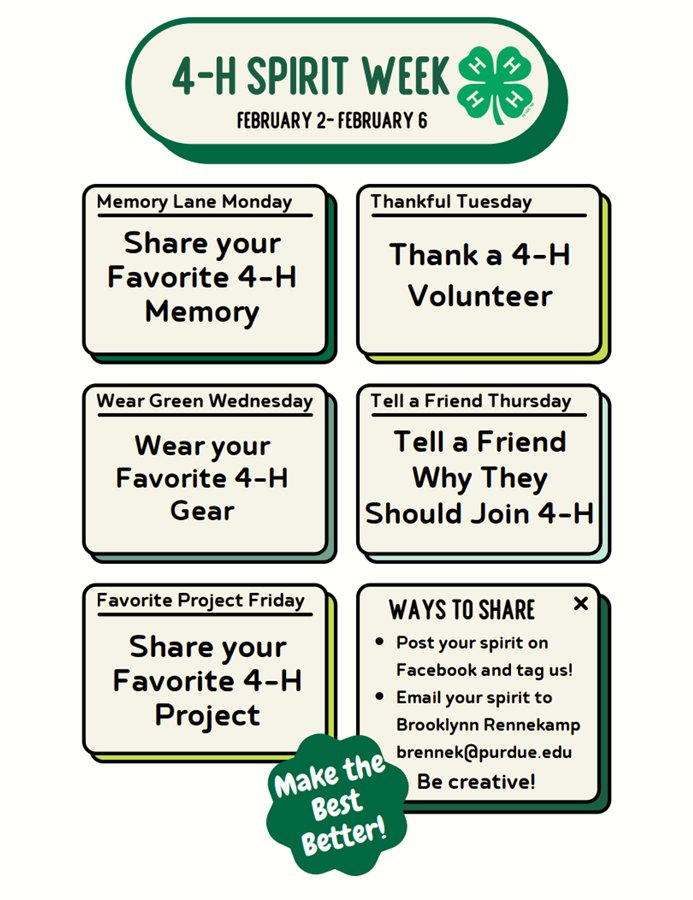 4-H SPIRIT WEEK
H H
H H
FEBRUARY 2- FEBRUARY 6
Memory Lane Monday
Share your
Favorite 4-H
Memory
Thankful Tuesday
Thank a 4-H
Volunteer
Wear Green Wednesday
Wear your
Favorite 4-H
Gear
Tell a Friend Thursday
Tell a Friend
Why They
Should Join 4-H
Favorite Project Friday
Share your
Favorite 4-H
Project
WAYS TO SHARE
• Post your spirit on
Facebook and tag us!
• Email your spirit to
Brooklynn Rennekamp
brennek@purdue.edu
Be creative!
Make the
Best
Better!